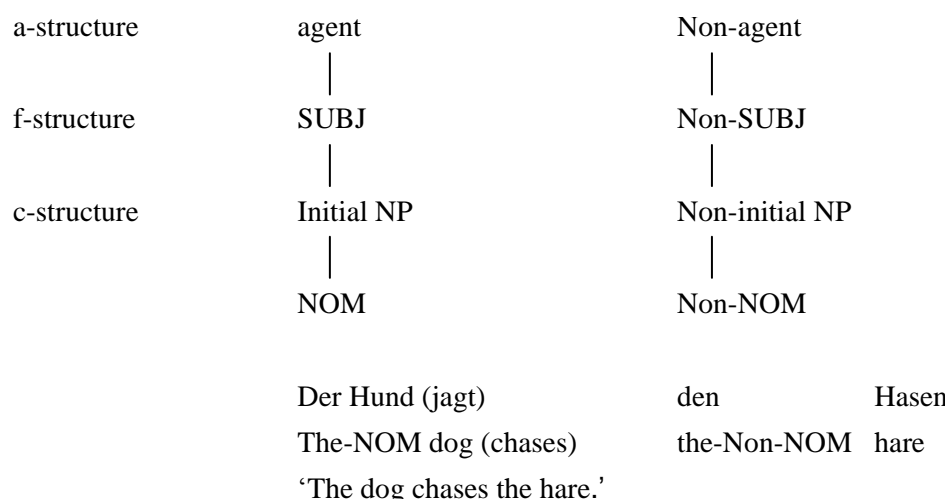 a-structure agent Non-agent
f-structure SUBJ Non-SUBJ
c-structure Initial NP Non-initial NP
NOM Non-NOM
Der Hund (jagt) den Hasen
The-NOM dog (chases) the-Non-NOM hare
‘The dog chases the hare.’